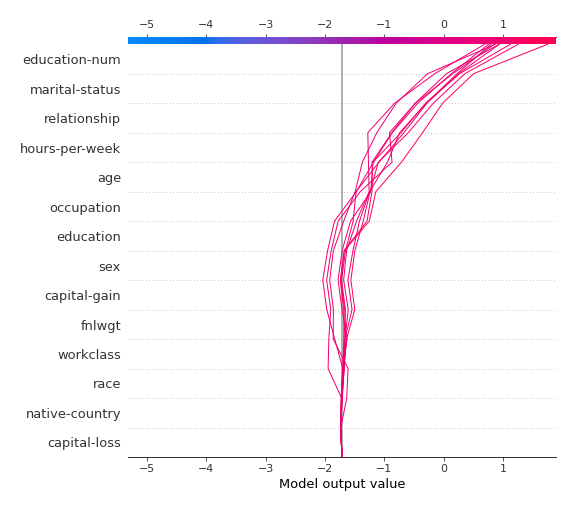 −5 −4 −3 −2 −1 0 1
education-num
marital-status
relationship
hours-per-week
age
occupation
education
sex
capital-gain
fnlwgt
workclass
race
native-country
capital-loss
−5 −4 −3 −2 −1 0 1
Model output value